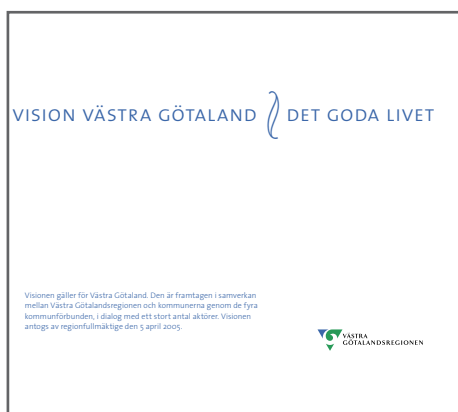 VISION VÄSTRA GÖTALAND DET GODA LIVET
Visionen gäller för Västra Götaland. Den är framtagen i samverkan
mellan Västra Götalandsregionen och kommunerna genom de fyra
kommunförbunden, i dialog med ett stort antal aktörer. Visionen
antogs av regionfullmäktige den 5 april 2005.
VÄSTRA
GÖTALANDSREGIONEN